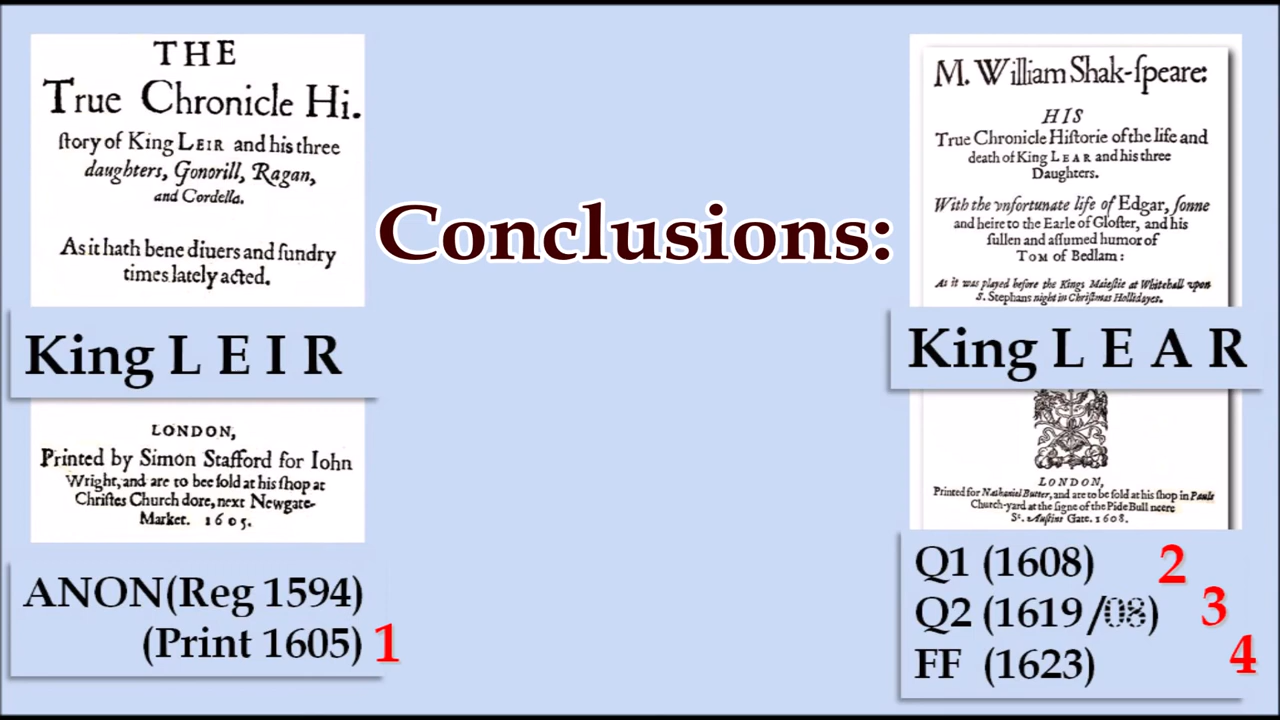 THE
True Chronicle Hi.
ſtory of King LEIR and his three
daughters, Gonorill, Ragan,
and Cordella.
As it hath bene diuers and ſundry
times lately acted.
King L E I R
LONDON,
Printed by Simon Stafford for Iohn
Wright, and are to bee ſold at his ſhop at
Chriſtes Church dore, next Newgate-
Market. 1605.
ANON(Reg 1594)
(Print 1605) 1
Conclusions:
M. William Shak-ſpeare:
HIS
True Chronicle Hiſtorie of the life and
death of King LEAR and his three
Daughters.
With the vnfortunate life of Edgar, ſonne
and heire to the Earle of Gloſter, and his
ſullen and aſſumed humor of
TOM of Bedlam:
As it was played before the Kings Maieſtie at Whitehall vpon
S. Stephans night in Chriſtmas Hollidayes.
King L E A R
LONDON,
Printed for Nathaniel Butter, and are to be ſold at his ſhop in Pauls
Church-yard at the ſigne of the Pide Bull neere
St. Auſtins Gate. 1608.
Q1 (1608) 2
Q2 (1619/08) 3
FF (1623) 4